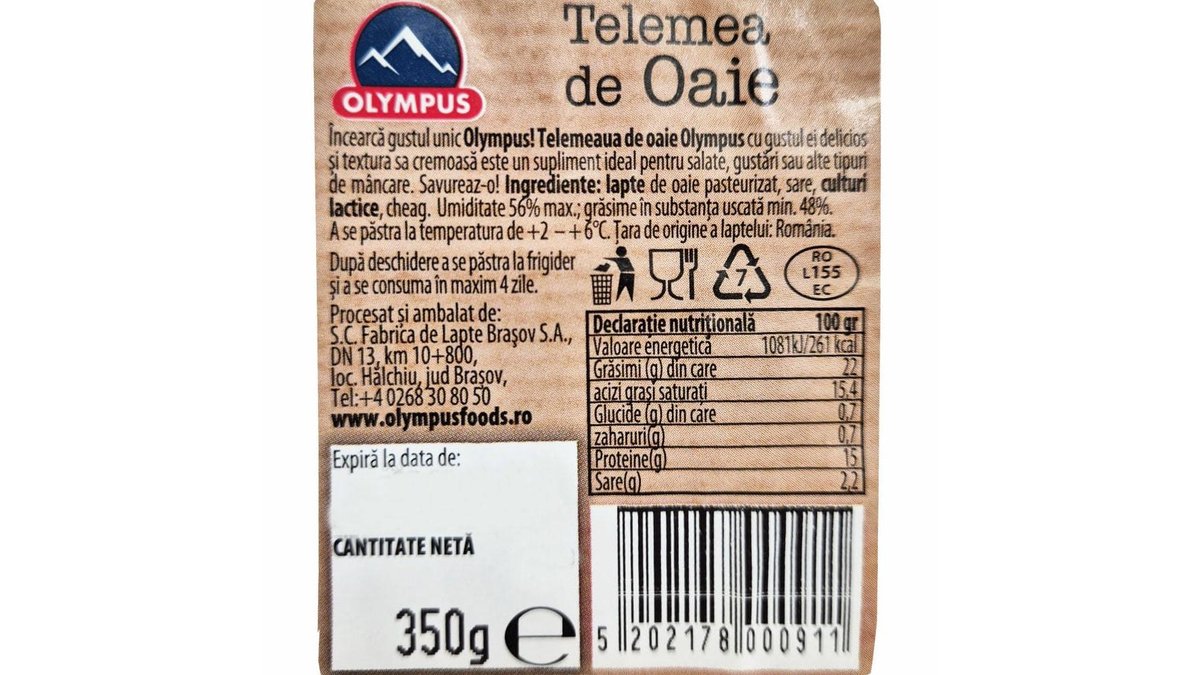 OLYMPUS
Telemea
de Oaie
Încearcă gustul unic Olympus! Telemeaua de oaie Olympus cu gustul ei delicios
și textura sa cremoasă este un supliment ideal pentru salate, gustări sau alte tipuri
de mâncare. Savureaz-o! Ingrediente: lapte de oaie pasteurizat, sare, culturi
lactice, cheag. Umiditate 56% max.; grăsime în substanța uscată min. 48%.
A se păstra la temperatura de +2 – + 6°C. Țara de origine a laptelui: România.
După deschidere a se păstra la frigider
și a se consuma în maxim 4 zile.
7
RO
L155
EC
Procesat și ambalat de:
S.C. Fabrica de Lapte Brașov S.A.,
DN 13, km 10+800,
loc. Hălchiu, jud Brașov,
Tel:+4 0268 30 80 50
www.olympusfoods.ro
Declarație nutrițională 100 gr
Valoare energetică 1081kJ/261 kcal
Grăsimi (g) din care 22
acizi grași saturați 15,4
Glucide (g) din care 0,7
zaharuri(g) 0,7
Proteine(g) 15
Sare(g) 2,2
Expiră la data de:
CANTITATE NETĂ
350g e
5 202178 000911